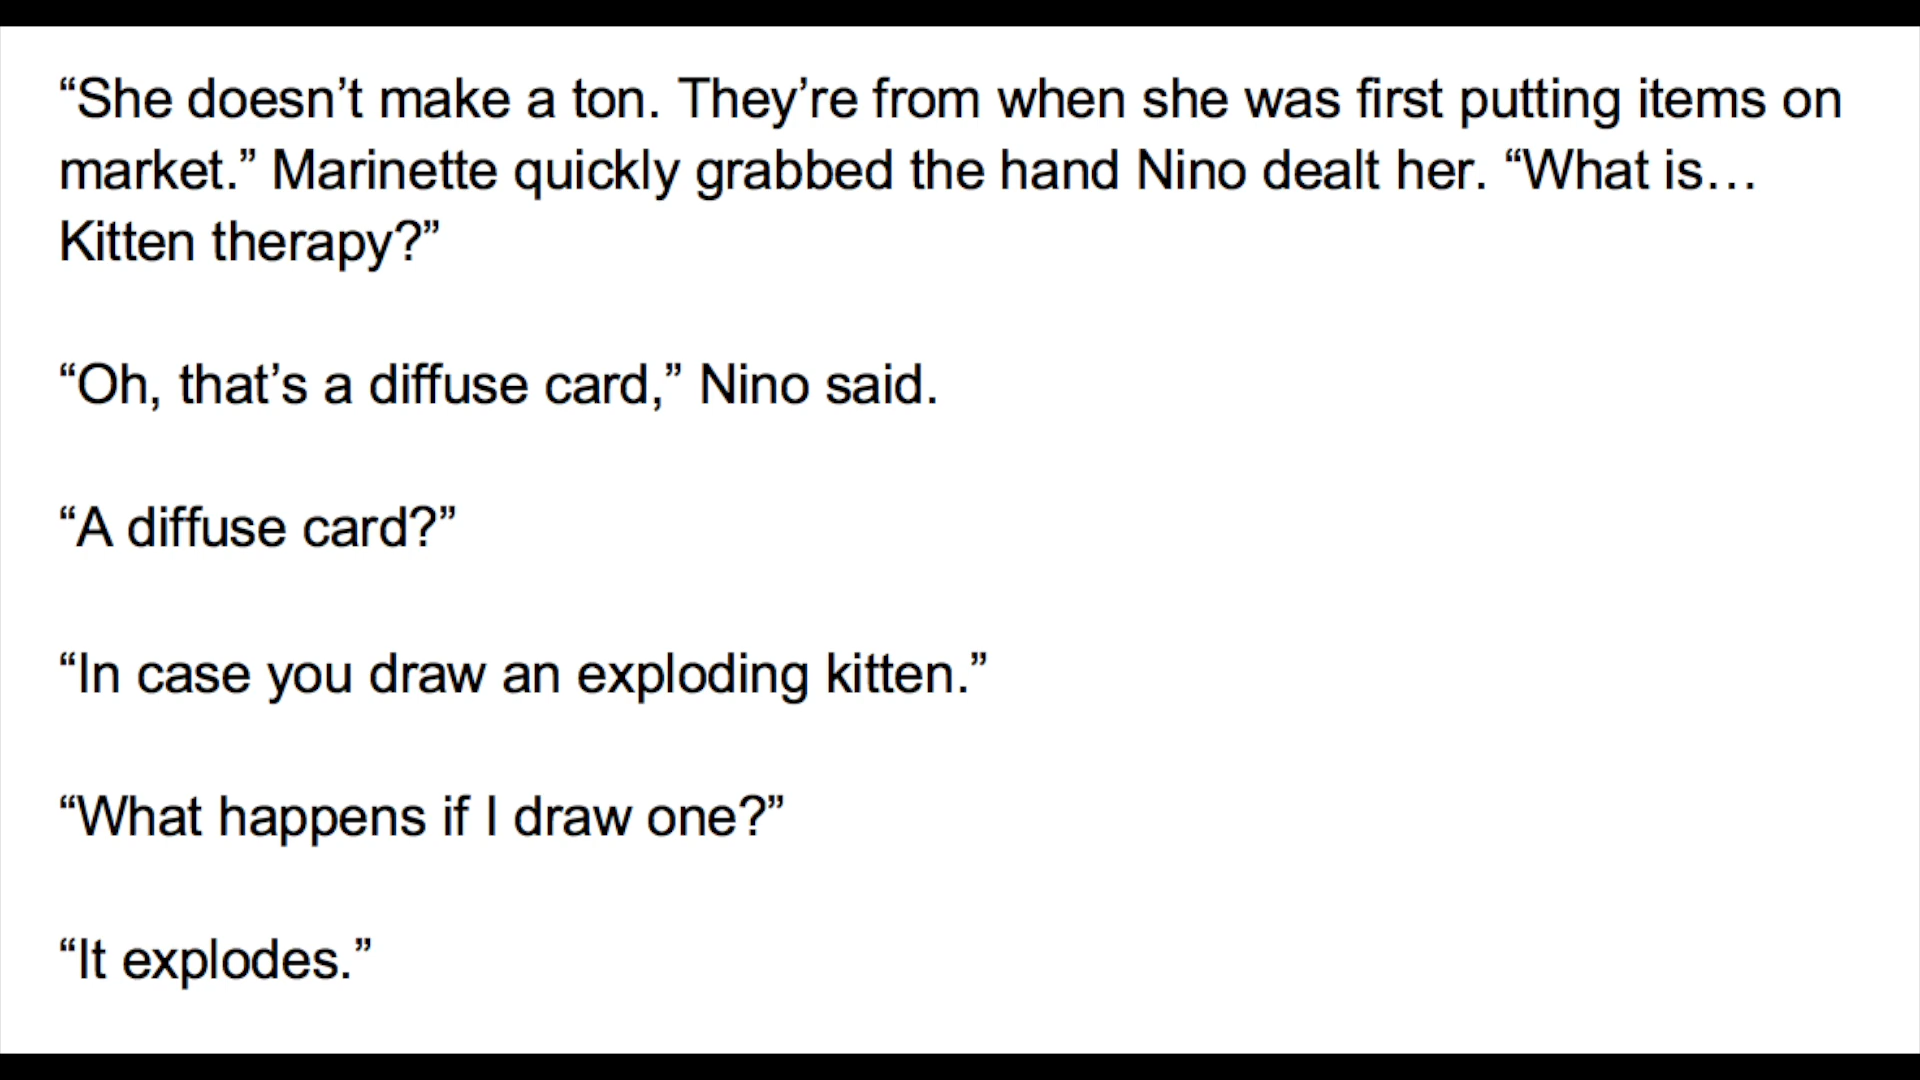 “She doesn’t make a ton. They’re from when she was first putting items on
market.” Marinette quickly grabbed the hand Nino dealt her. “What is…
Kitten therapy?”
“Oh, that’s a diffuse card,” Nino said.
“A diffuse card?”
“In case you draw an exploding kitten.”
“What happens if I draw one?”
“It explodes.”